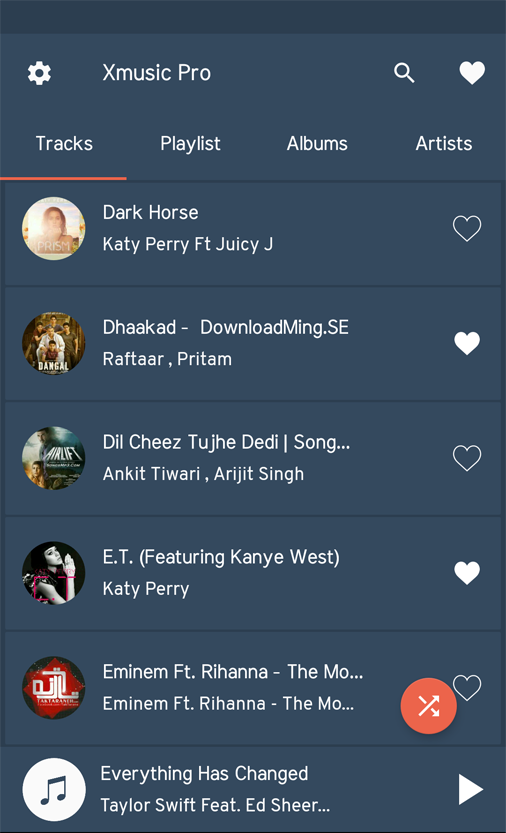 Xmusic Pro
Tracks Playlist Albums Artists
PRISM
Dark Horse
Katy Perry Ft Juicy J
DANGAL
Dhaakad - DownloadMing.SE
Raftaar , Pritam
AIRLIFT
Dil Cheez Tujhe Dedi | Song...
Ankit Tiwari , Arijit Singh
E.T. (Featuring Kanye West)
Katy Perry
Eminem Ft. Rihanna - The Mo...
Eminem Ft. Rihanna - The Mo...
Everything Has Changed
Taylor Swift Feat. Ed Sheer...